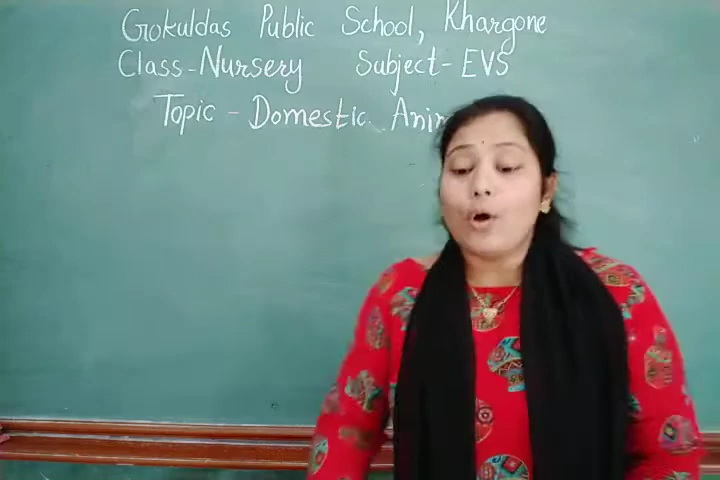 Gokuldas Public School, Khargone
Class-Nursery Subject-EVS
Topic - Domestic